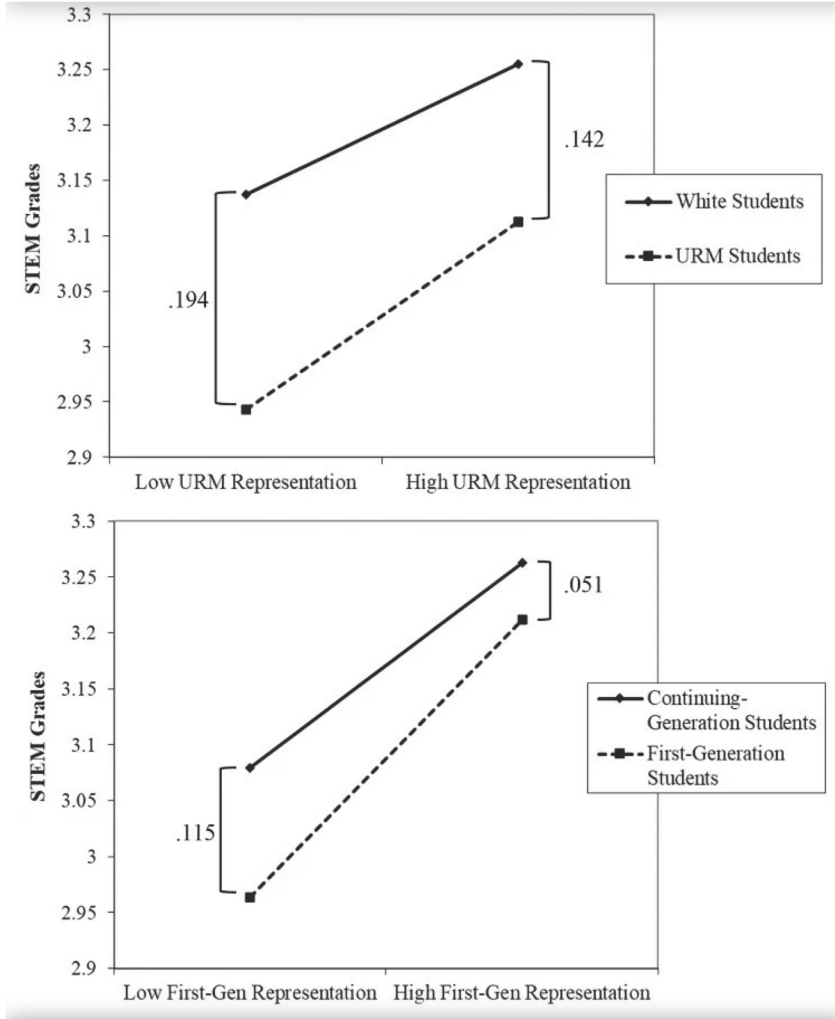 3.3
3.25
3.2
3.15
3.1
3.05
3
2.95
2.9
STEM Grades
.194
.142
White Students
URM Students
Low URM Representation
High URM Representation
3.3
3.25
3.2
3.15
3.1
3.05
3
2.95
2.9
STEM Grades
.115
.051
Continuing-
Generation Students
First-Generation
Students
Low First-Gen Representation
High First-Gen Representation